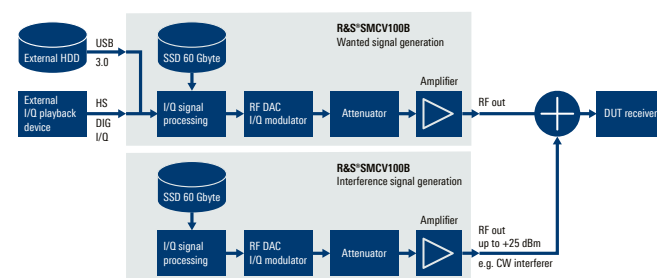 R&S®SMCV100B
Wanted signal generation
External HDD
USB
3.0
SSD 60 Gbyte
External
I/Q playback
device
HS
DIG
I/Q
I/Q signal
processing
RF DAC
I/Q modulator
Attenuator
Amplifier
RF out
DUT receiver
R&S®SMCV100B
Interference signal generation
SSD 60 Gbyte
I/Q signal
processing
RF DAC
I/Q modulator
Attenuator
Amplifier
RF out
up to +25 dBm
e.g. CW interferer